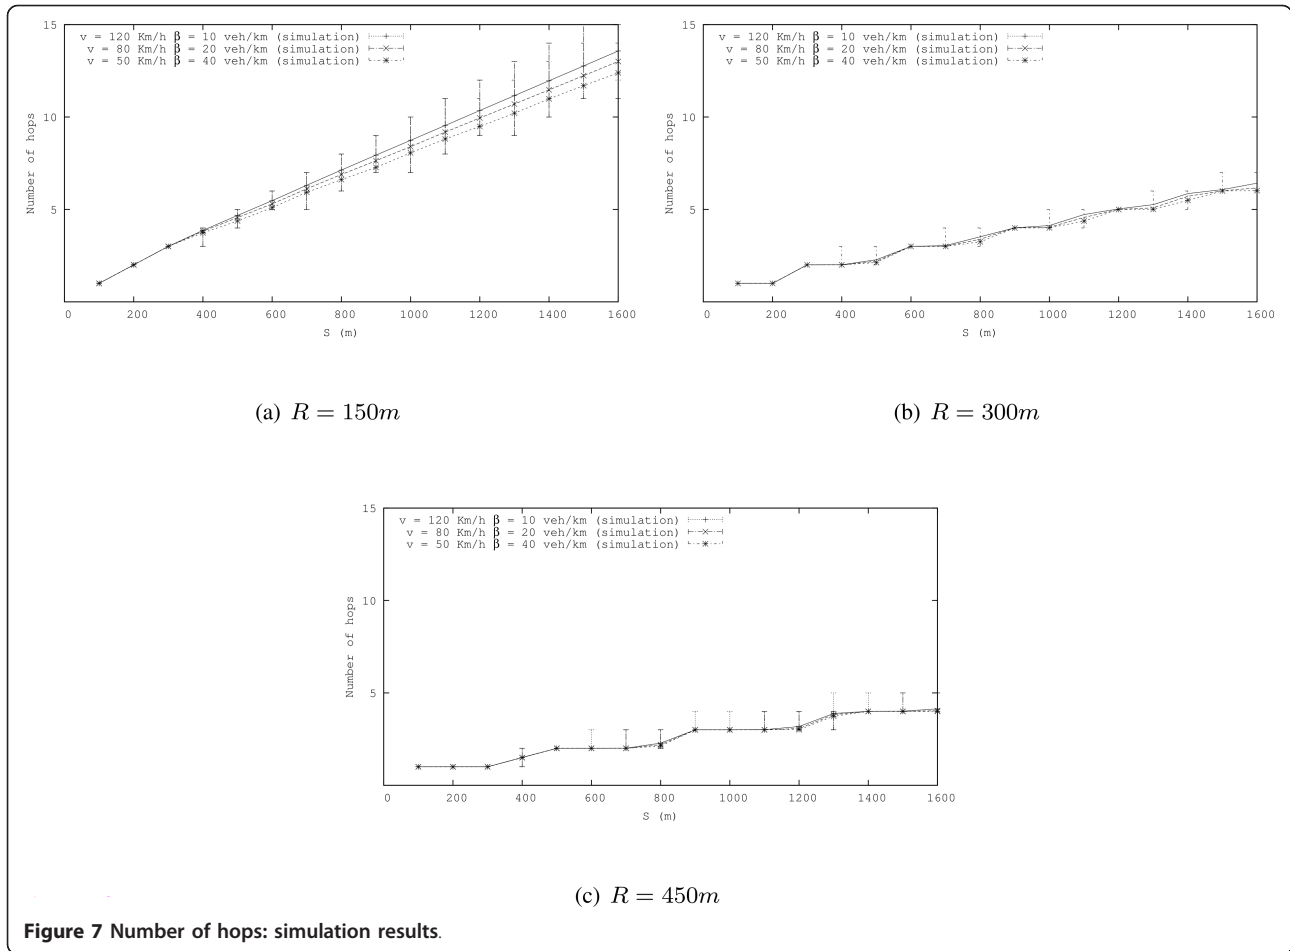 15
v = 120 Km/h β = 10 veh/km (simulation)
v = 80 Km/h β = 20 veh/km (simulation)
v = 50 Km/h β = 40 veh/km (simulation)
10
5
Number of hops
0 200 400 600 800 1000 1200 1400 1600
S (m)
(a) R = 150m
15
v = 120 Km/h β = 10 veh/km (simulation)
v = 80 Km/h β = 20 veh/km (simulation)
v = 50 Km/h β = 40 veh/km (simulation)
10
5
Number of hops
0 200 400 600 800 1000 1200 1400 1600
S (m)
(b) R = 300m
15
v = 120 Km/h β = 10 veh/km (simulation)
v = 80 Km/h β = 20 veh/km (simulation)
v = 50 Km/h β = 40 veh/km (simulation)
10
5
Number of hops
0 200 400 600 800 1000 1200 1400 1600
S (m)
(c) R = 450m
Figure 7 Number of hops: simulation results.